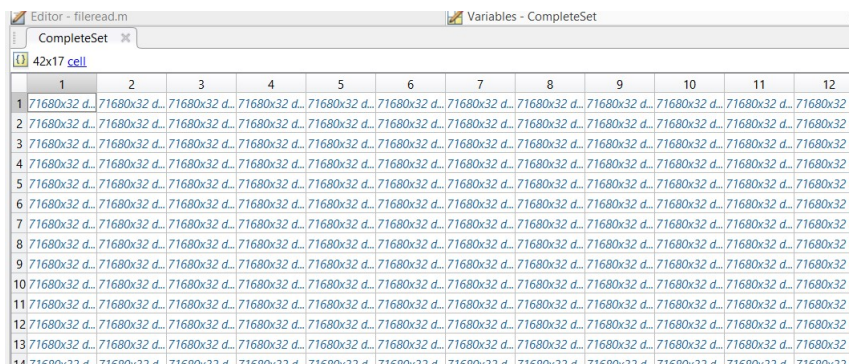 Editor - fileread.m Variables - CompleteSet
CompleteSet
42x17 cell
1 2 3 4 5 6 7 8 9 10 11 12
1 71680x32 d... 71680x32 d... 71680x32 d... 71680x32 d... 71680x32 d... 71680x32 d... 71680x32 d... 71680x32 d... 71680x32 d... 71680x32 d... 71680x32 d... 71680x32
2 71680x32 d... 71680x32 d... 71680x32 d... 71680x32 d... 71680x32 d... 71680x32 d... 71680x32 d... 71680x32 d... 71680x32 d... 71680x32 d... 71680x32 d... 71680x32
3 71680x32 d... 71680x32 d... 71680x32 d... 71680x32 d... 71680x32 d... 71680x32 d... 71680x32 d... 71680x32 d... 71680x32 d... 71680x32 d... 71680x32 d... 71680x32
4 71680x32 d... 71680x32 d... 71680x32 d... 71680x32 d... 71680x32 d... 71680x32 d... 71680x32 d... 71680x32 d... 71680x32 d... 71680x32 d... 71680x32 d... 71680x32
5 71680x32 d... 71680x32 d... 71680x32 d... 71680x32 d... 71680x32 d... 71680x32 d... 71680x32 d... 71680x32 d... 71680x32 d... 71680x32 d... 71680x32 d... 71680x32
6 71680x32 d... 71680x32 d... 71680x32 d... 71680x32 d... 71680x32 d... 71680x32 d... 71680x32 d... 71680x32 d... 71680x32 d... 71680x32 d... 71680x32 d... 71680x32
7 71680x32 d... 71680x32 d... 71680x32 d... 71680x32 d... 71680x32 d... 71680x32 d... 71680x32 d... 71680x32 d... 71680x32 d... 71680x32 d... 71680x32 d... 71680x32
8 71680x32 d... 71680x32 d... 71680x32 d... 71680x32 d... 71680x32 d... 71680x32 d... 71680x32 d... 71680x32 d... 71680x32 d... 71680x32 d... 71680x32 d... 71680x32
9 71680x32 d... 71680x32 d... 71680x32 d... 71680x32 d... 71680x32 d... 71680x32 d... 71680x32 d... 71680x32 d... 71680x32 d... 71680x32 d... 71680x32 d... 71680x32
10 71680x32 d... 71680x32 d... 71680x32 d... 71680x32 d... 71680x32 d... 71680x32 d... 71680x32 d... 71680x32 d... 71680x32 d... 71680x32 d... 71680x32 d... 71680x32
11 71680x32 d... 71680x32 d... 71680x32 d... 71680x32 d... 71680x32 d... 71680x32 d... 71680x32 d... 71680x32 d... 71680x32 d... 71680x32 d... 71680x32 d... 71680x32
12 71680x32 d... 71680x32 d... 71680x32 d... 71680x32 d... 71680x32 d... 71680x32 d... 71680x32 d... 71680x32 d... 71680x32 d... 71680x32 d... 71680x32 d... 71680x32
13 71680x32 d... 71680x32 d... 71680x32 d... 71680x32 d... 71680x32 d... 71680x32 d... 71680x32 d... 71680x32 d... 71680x32 d... 71680x32 d... 71680x32 d... 71680x32